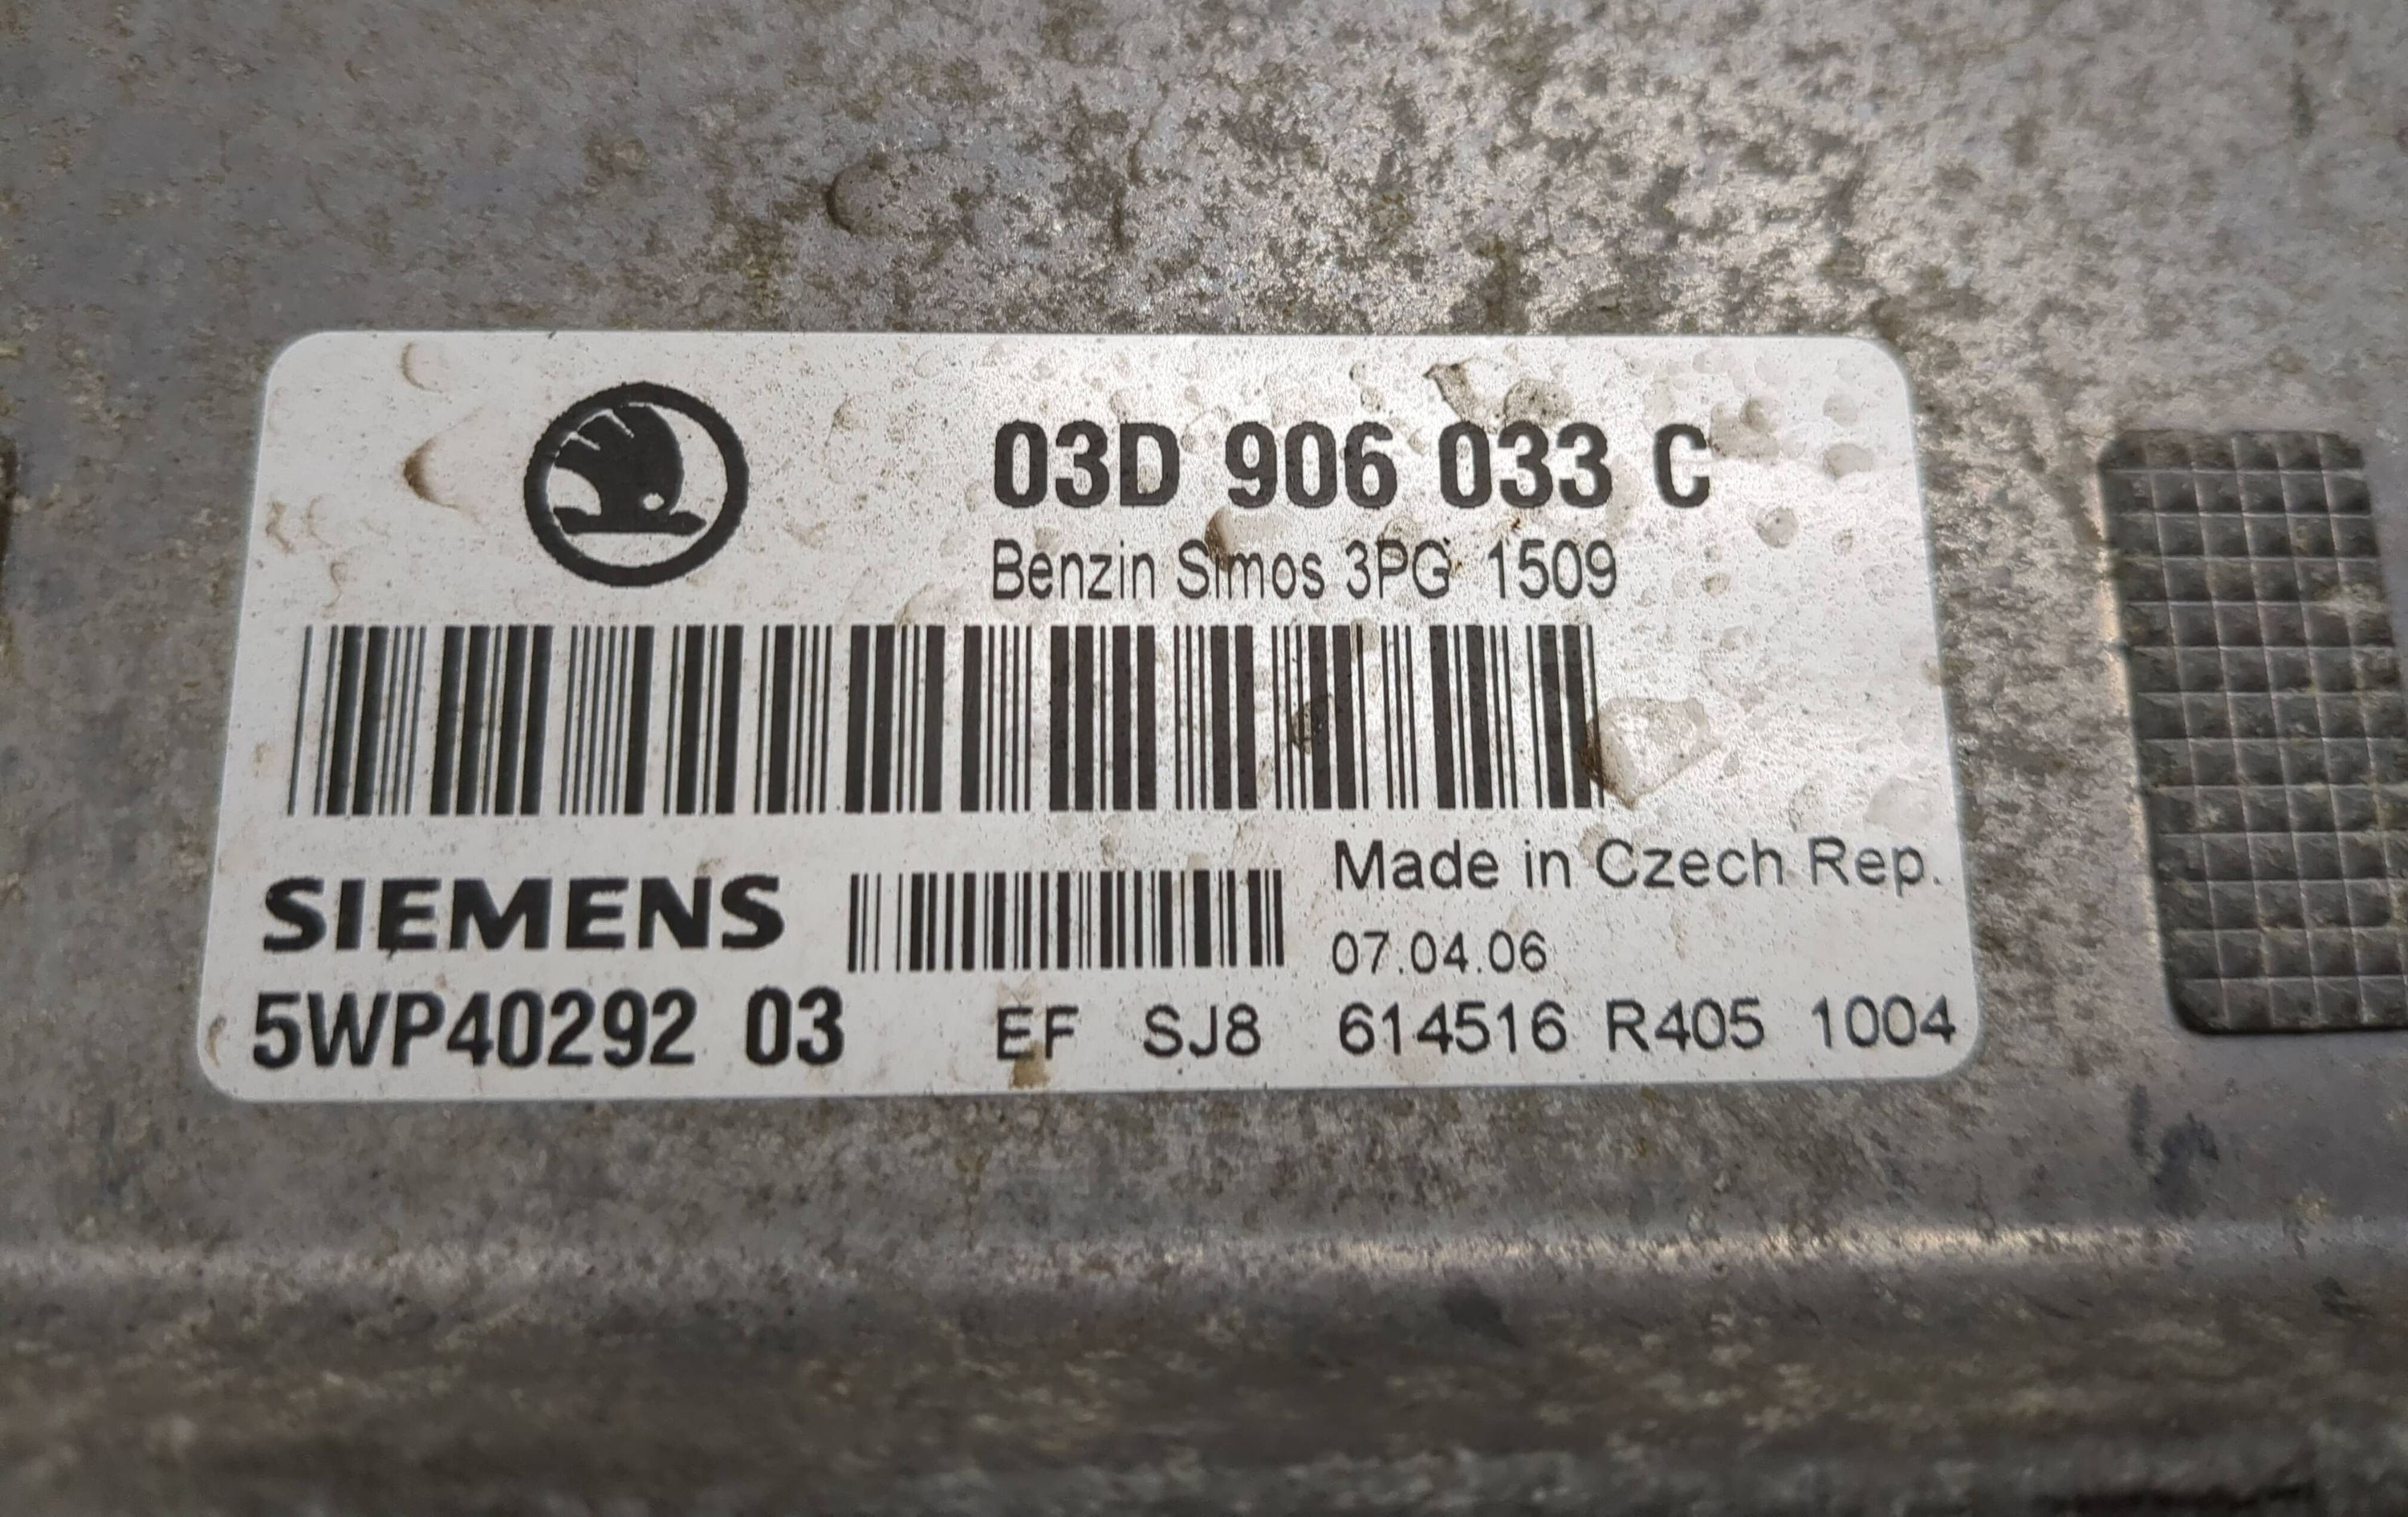 03D 906 033 C
Benzin Simos 3PG 1509
SIEMENS
Made in Czech Rep.
07.04.06
5WP40292 03 EF SJ8 614516 R405 1004